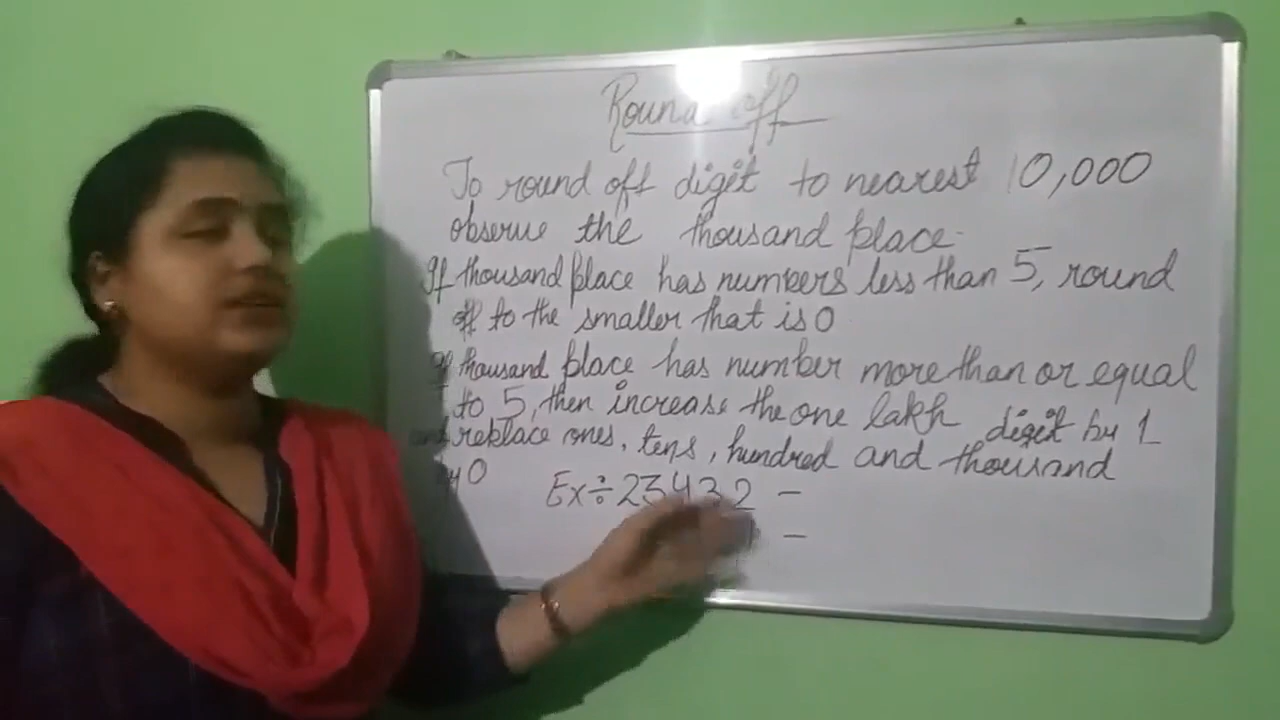 Round off
To round off digit to nearest 10,000
observe the thousand place.
If thousand place has numbers less than 5, round
off to the smaller that is 0
If thousand place has number more than or equal
to 5, then increase the one lakh digit by 1
and replace ones, tens, hundred and thousand
by 0
Ex÷ 23432 -
-